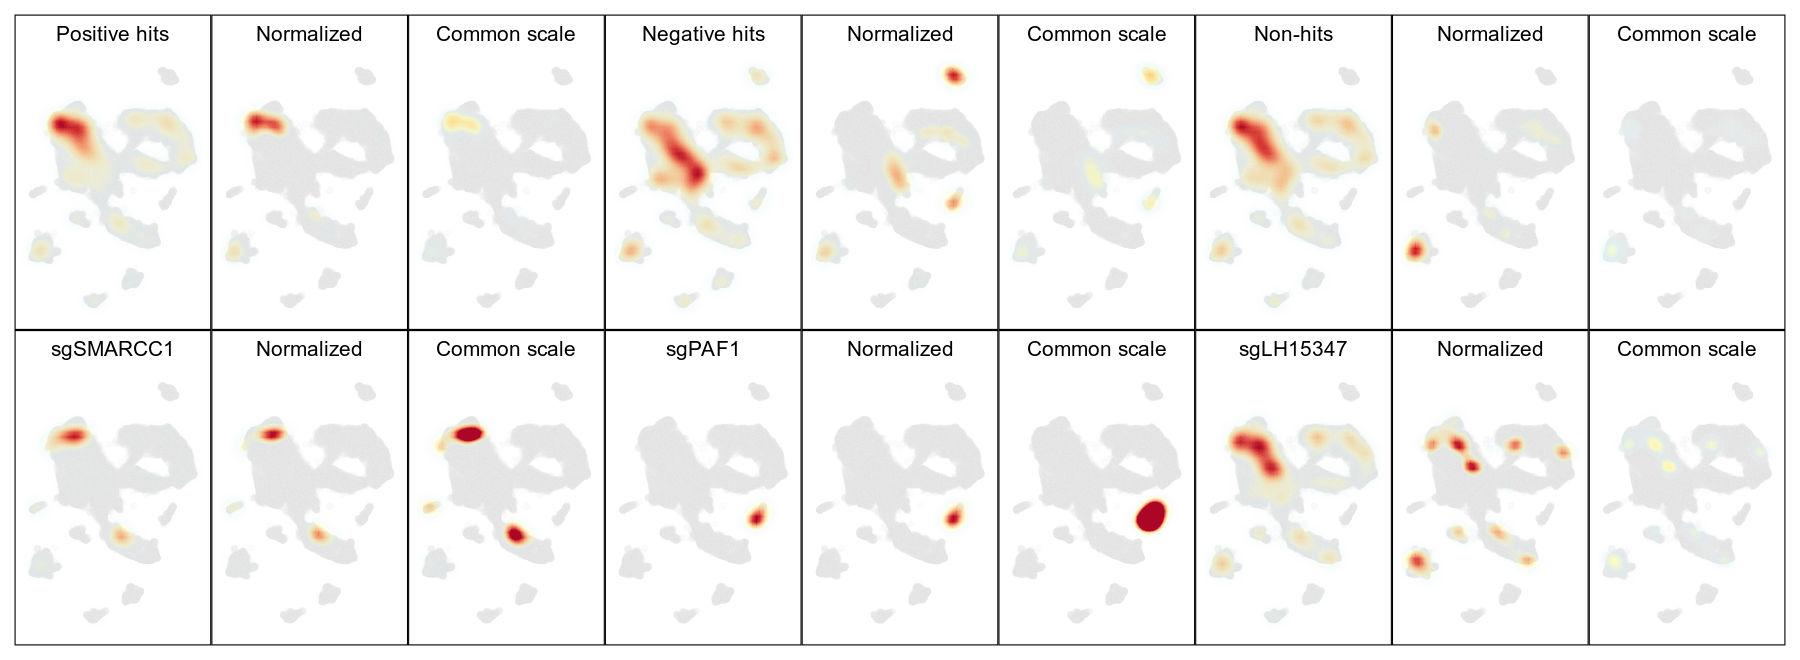 Positive hits
Normalized
Common scale
Negative hits
Normalized
Common scale
Non-hits
Normalized
Common scale
sgSMARCC1
Normalized
Common scale
sgPAF1
Normalized
Common scale
sgLH15347
Normalized
Common scale